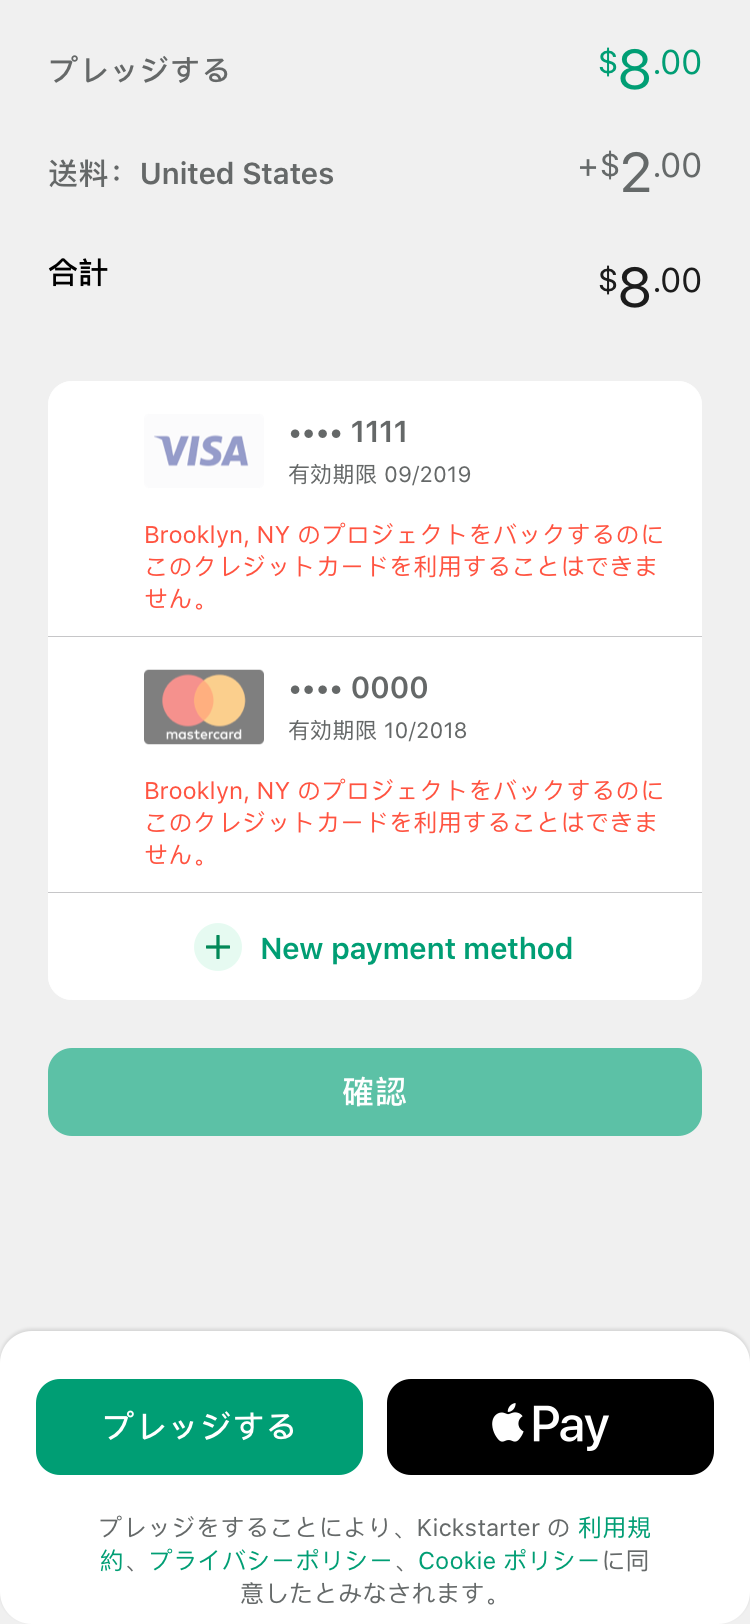 プレッジする $8.00
送料： United States +$2.00
合計 $8.00
VISA •••• 1111
有効期限 09/2019
Brooklyn, NY のプロジェクトをバックするのに
このクレジットカードを利用することはできま
せん。
•••• 0000
mastercard 有効期限 10/2018
Brooklyn, NY のプロジェクトをバックするのに
このクレジットカードを利用することはできま
せん。
New payment method
確認
プレッジする
Pay
プレッジをすることにより、Kickstarter の 利用規
約、プライバシーポリシー、Cookie ポリシーに同
意したとみなされます。